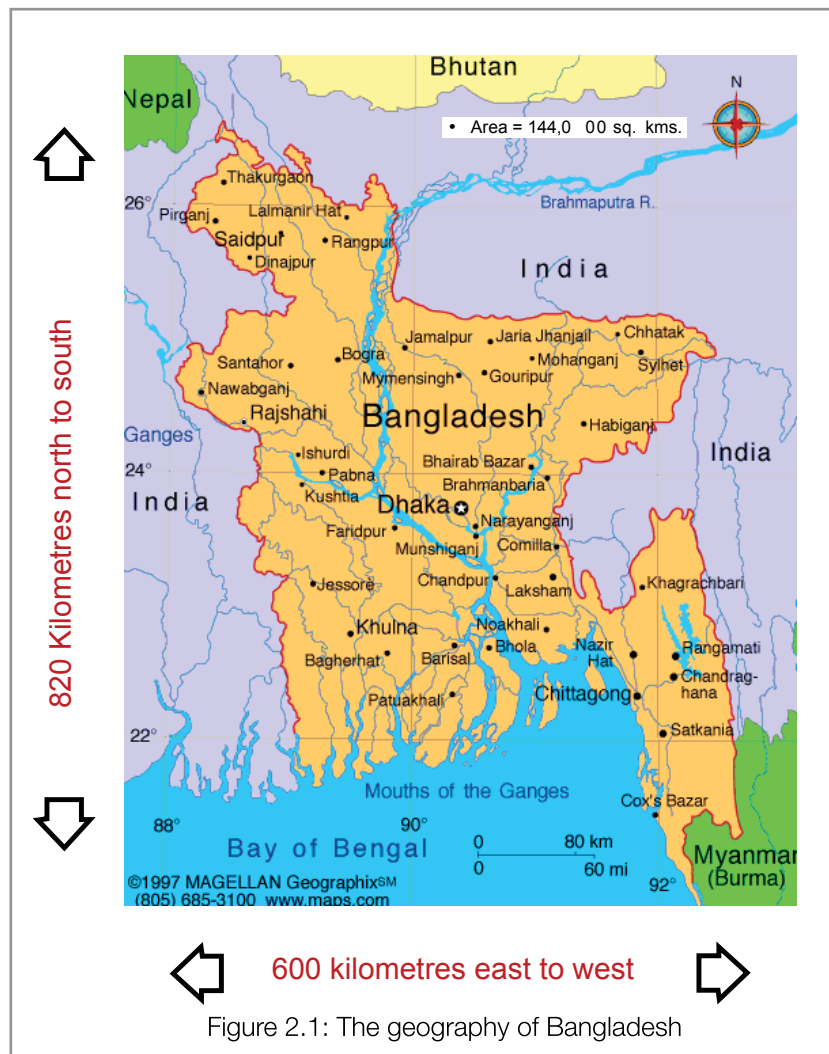 Bhutan
Nepal
N
• Area = 144,0 00 sq. kms.
Thakurgaon
26°
Pirganj
Lalmanir Hat
Brahmaputra R.
Saidpur
Rangpur
Dinajpur
India
Jamalpur
Jaria Jhanjail
Chhatak
Santahor
Bogra
Mohanganj
Sylhet
Mymensingh
Gouripur
Nawabganj
Rajshahi
Bangladesh
Habiganj
Ganges
Ishurdi
Bhairab Bazar
India
24°
Pabna
Brahmanbaria
India
Kushtia
Dhaka
Narayanganj
Faridpur
Munshiganj
Comilla
Chandpur
Laksham
Khagrachbari
Jessore
Khulna
Noakhali
Nazir
Hat
Rangamati
Bagherhat
Barisal
Bhola
Chandrag-
hana
Patuakhali
Chittagong
Satkania
22°
Mouths of the Ganges
Cox's Bazar
88°
90°
0 80 km
0 60 mi
Bay of Bengal
92°
Myanmar
(Burma)
©1997 MAGELLAN Geographix℠
(805) 685-3100 www.maps.com
820 Kilometres north to south
600 kilometres east to west
Figure 2.1: The geography of Bangladesh